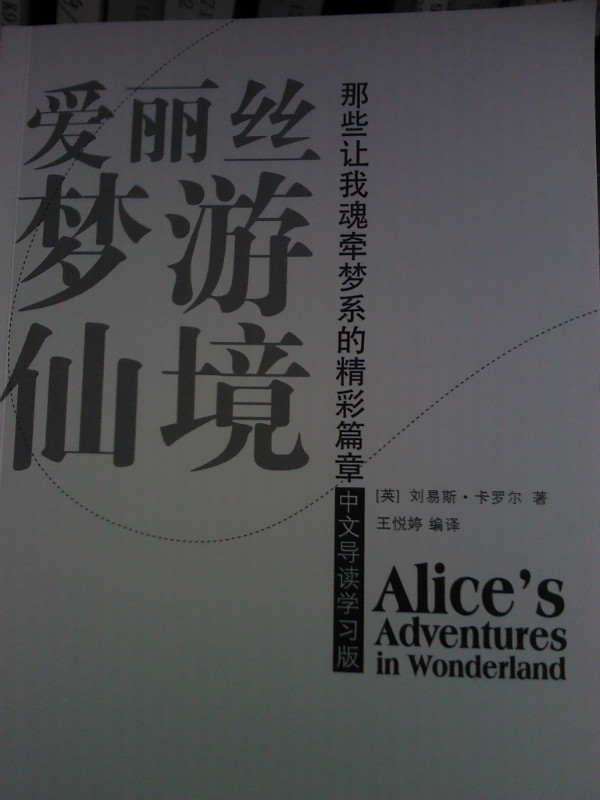 爱丽丝
梦游
仙境
那些让我魂牵梦系的精彩篇章
中文导读学习版
[英] 刘易斯·卡罗尔 著
王悦婷 编译
Alice's
Adventures
in Wonderland